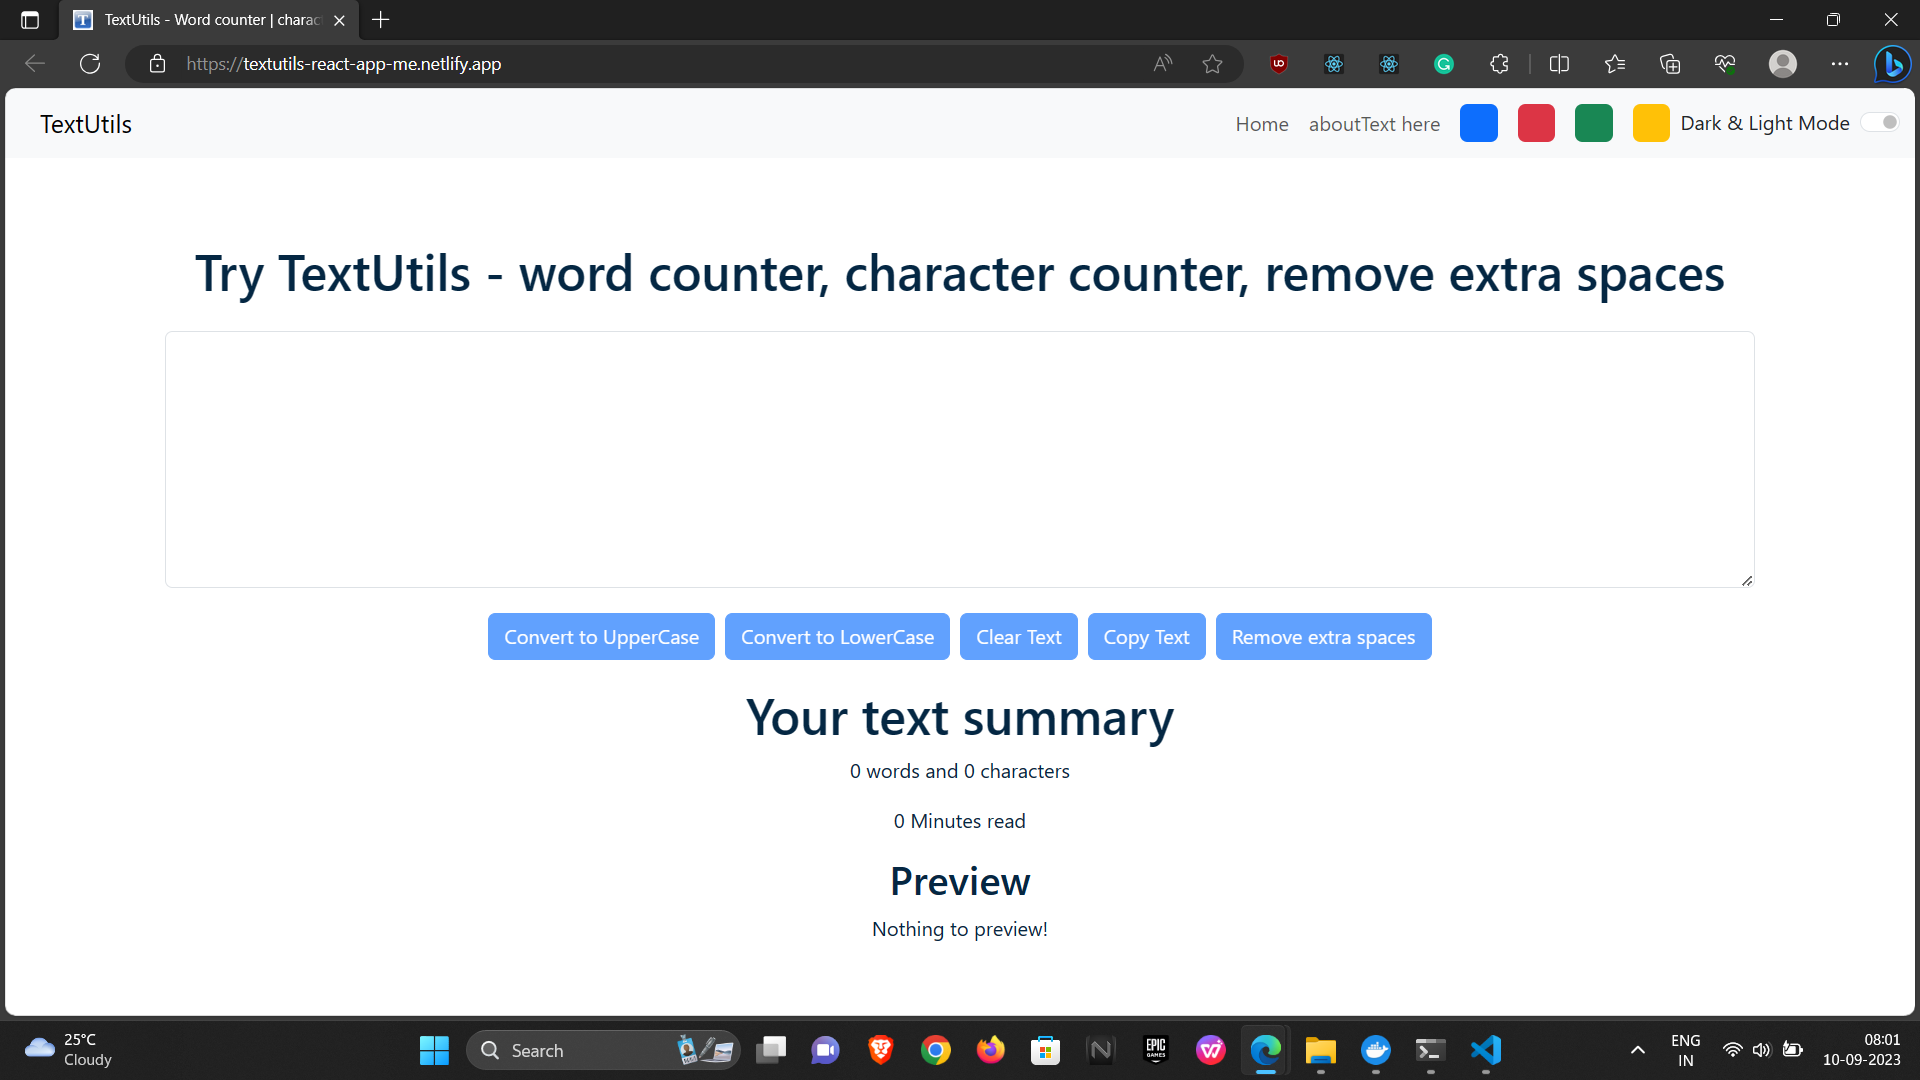 TextUtils - Word counter | charac
https://textutils-react-app-me.netlify.app
TextUtils
Home
aboutText here
Dark & Light Mode
Try TextUtils - word counter, character counter, remove extra spaces
Convert to UpperCase
Convert to LowerCase
Clear Text
Copy Text
Remove extra spaces
Your text summary
0 words and 0 characters
0 Minutes read
Preview
Nothing to preview!
25°C
Cloudy
Search
EPIC
GAMES
ENG
IN
08:01
10-09-2023